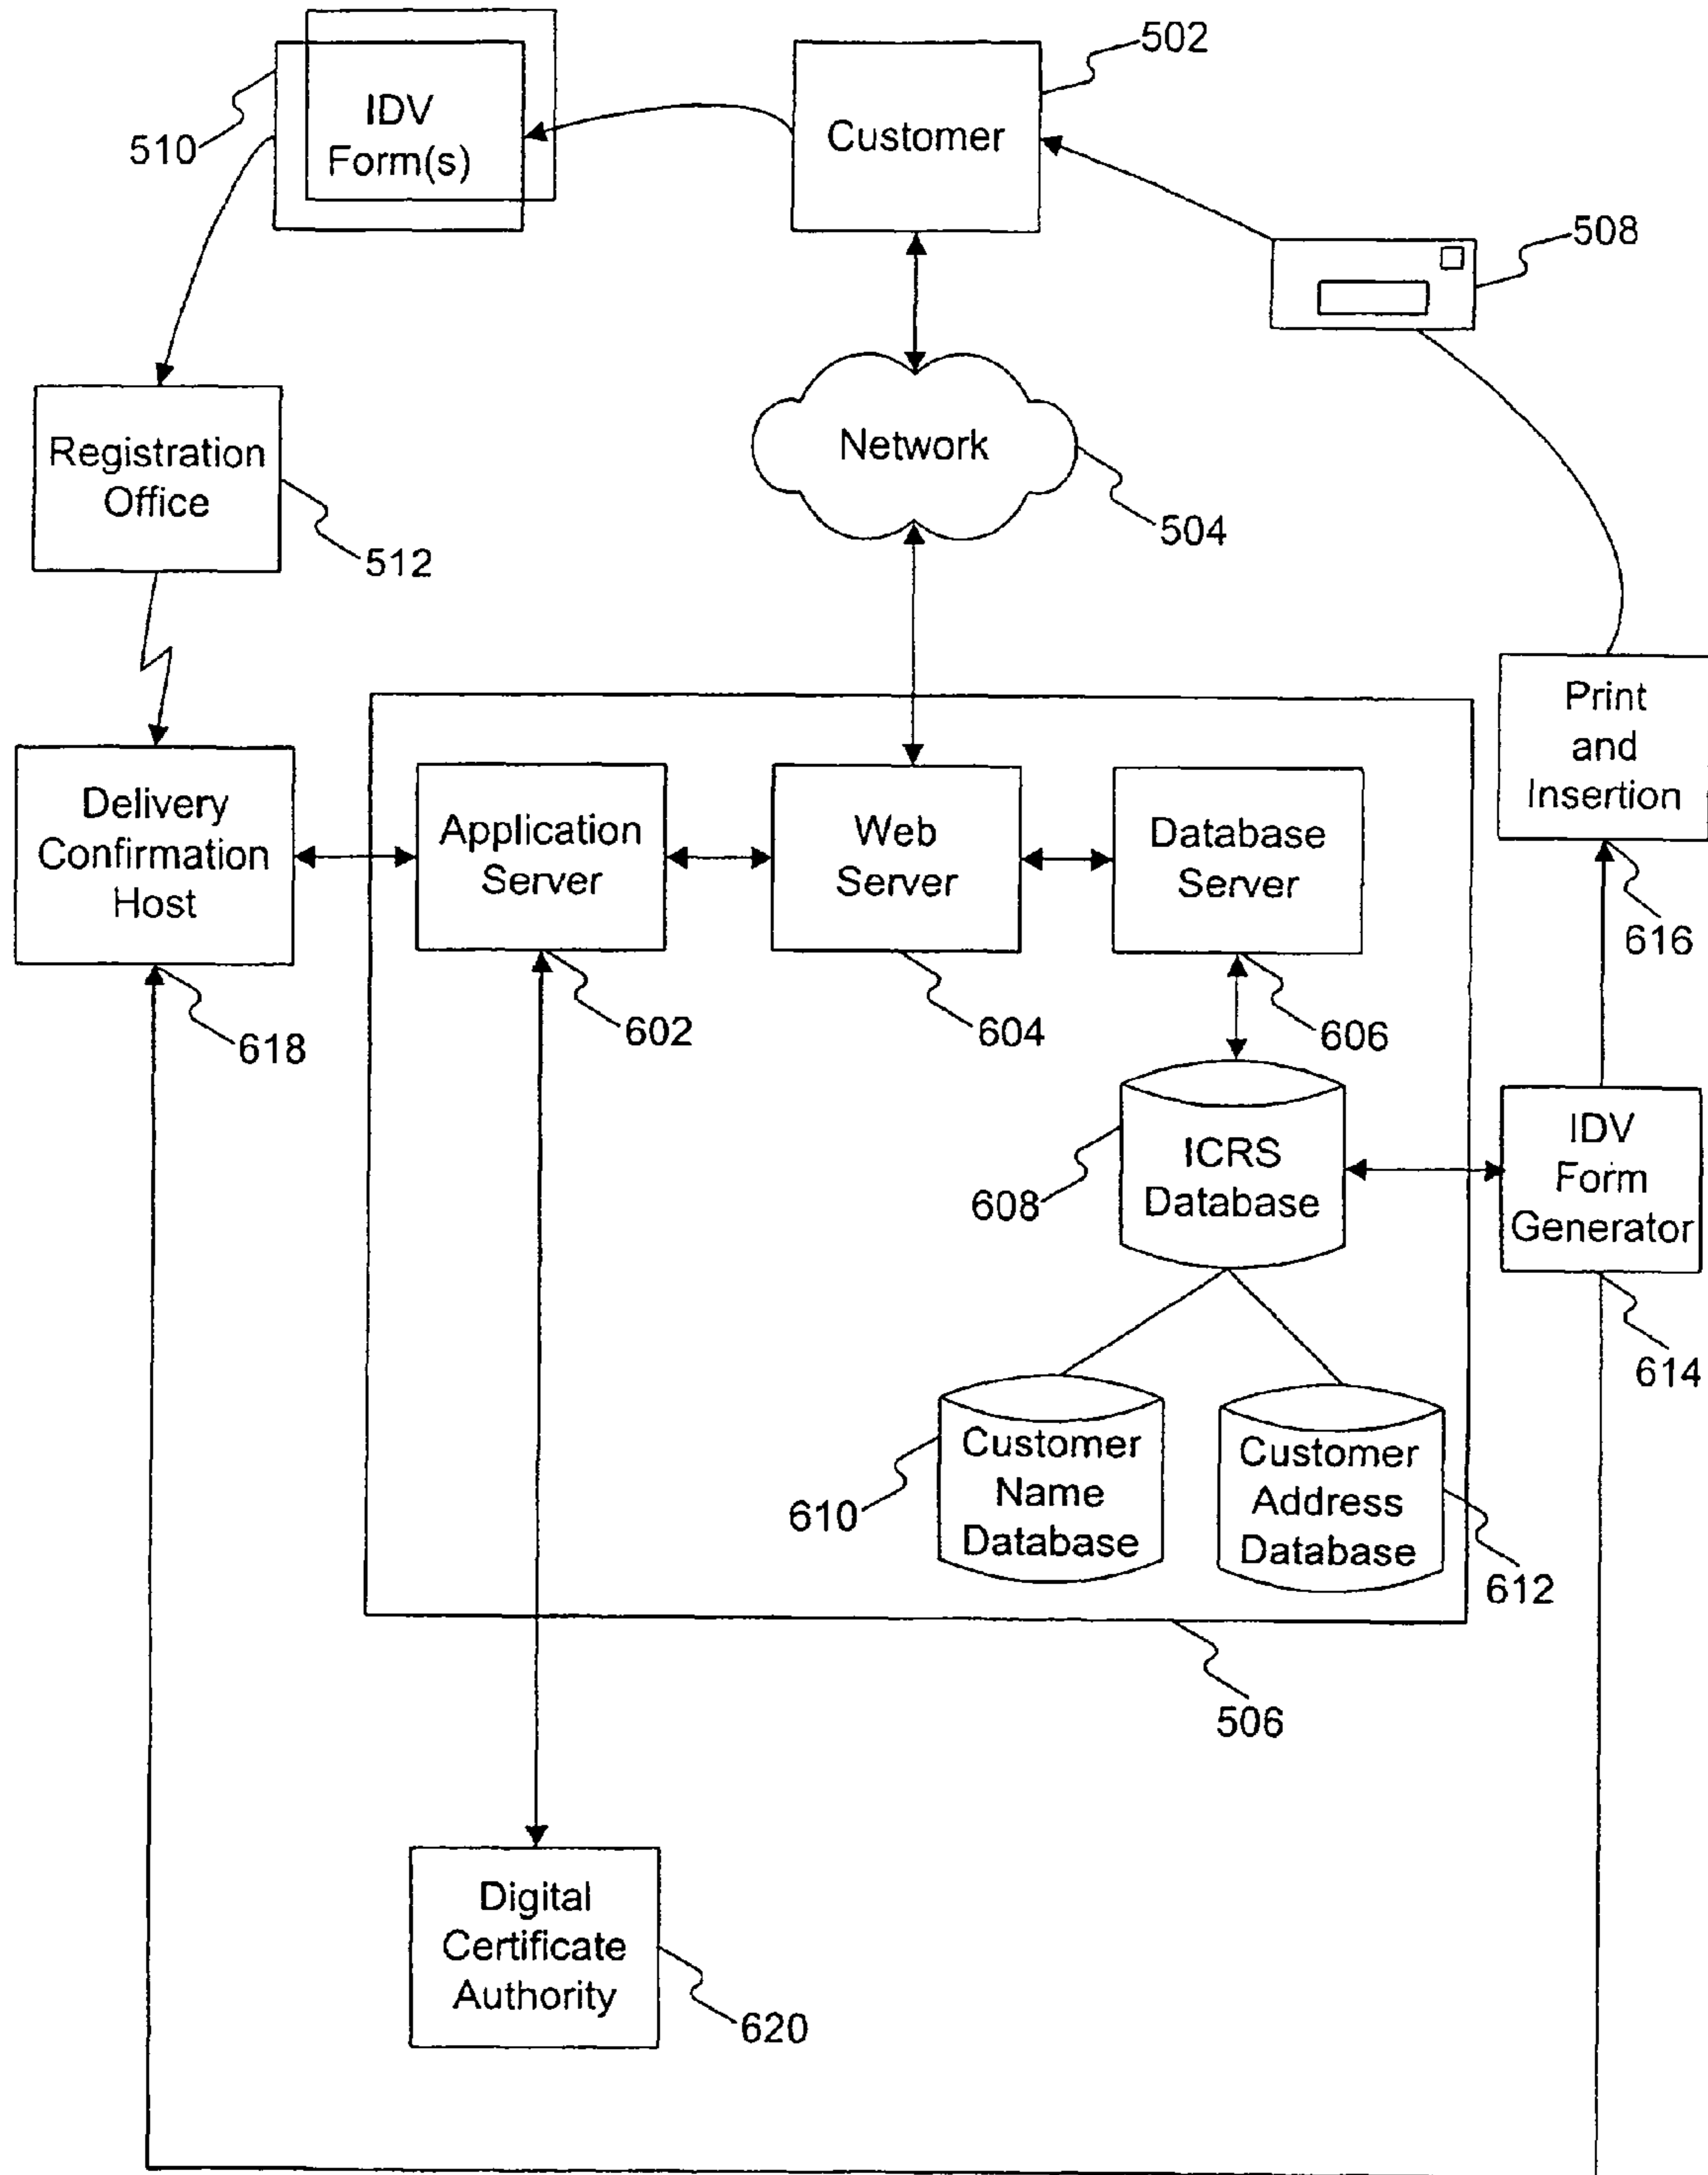 502
IDV
Form(s)
Customer
510
508
Network
Registration
Office
504
512
Print
and
Insertion
Delivery
Confirmation
Host
Application
Server
Web
Server
Database
Server
616
618
602
604
606
ICRS
Database
608
IDV
Form
Generator
614
Customer
Name
Database
610
Customer
Address
Database
612
506
Digital
Certificate
Authority
620